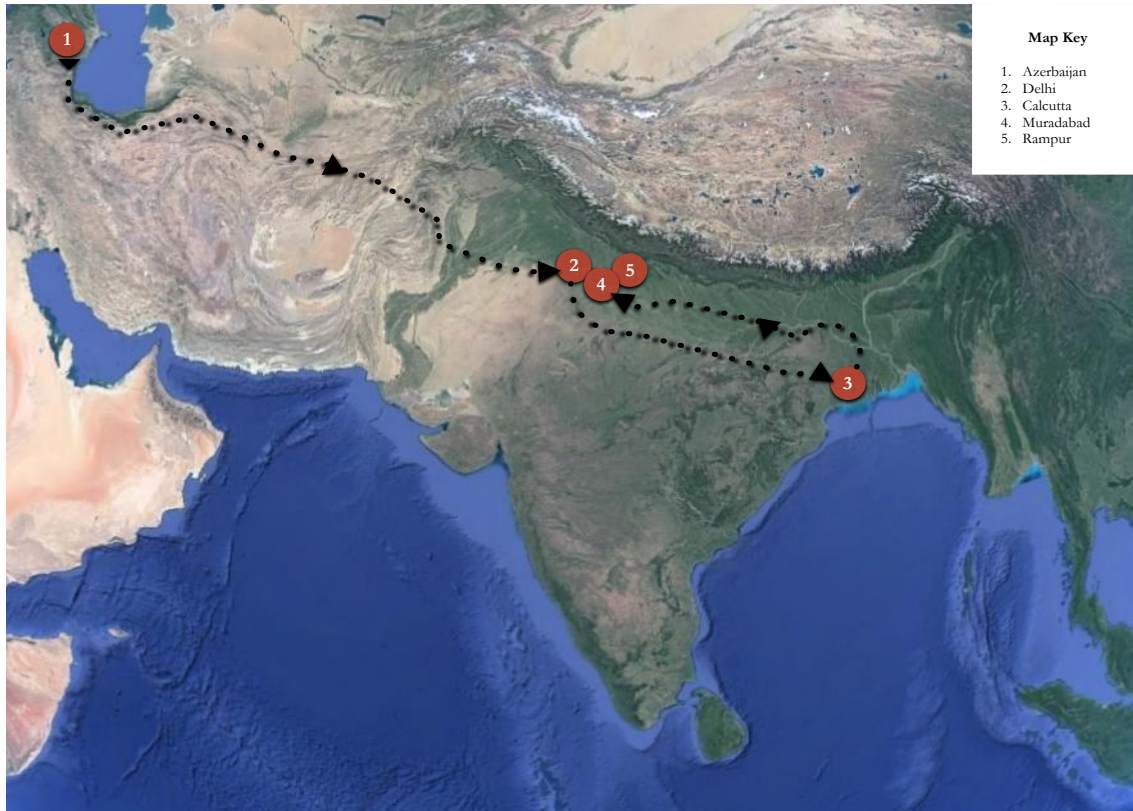 Map Key
1. Azerbaijan
2. Delhi
3. Calcutta
4. Muradabad
5. Rampur
1
2
5
4
3